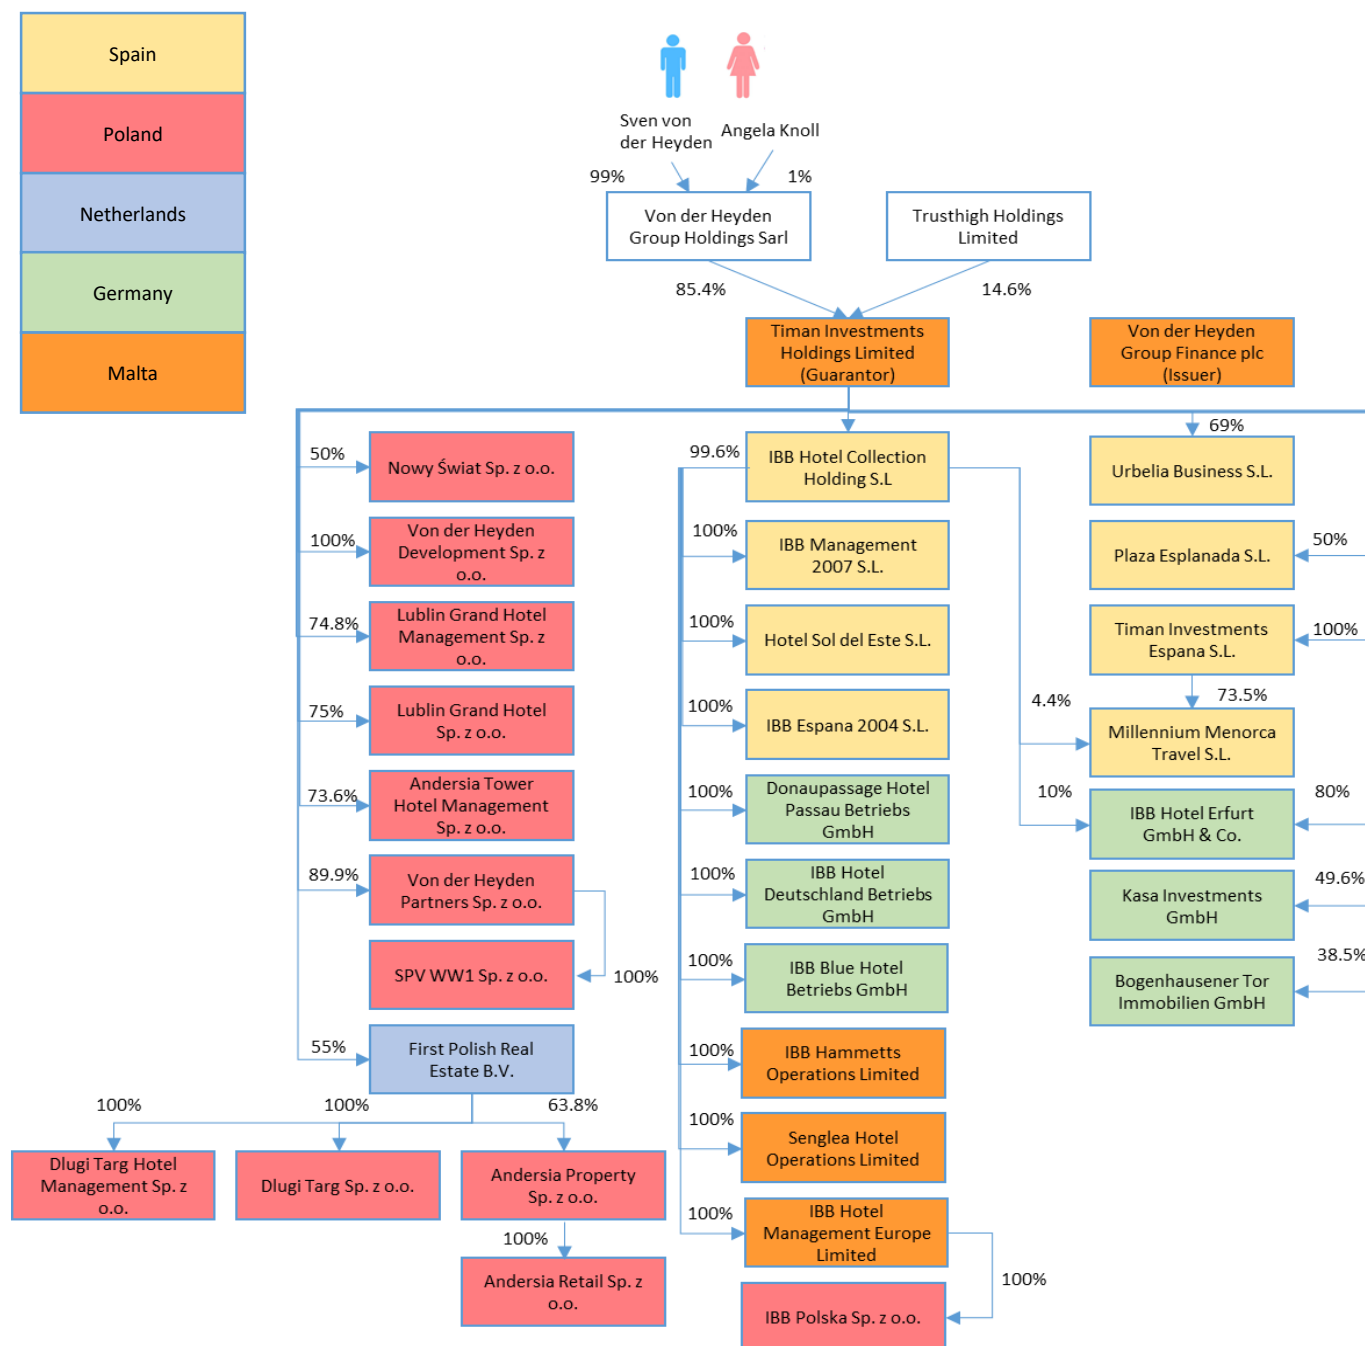 Spain
Poland
Netherlands
Germany
Malta
Sven von
der Heyden
Angela Knoll
99%
1%
Von der Heyden
Group Holdings Sarl
Trusthigh Holdings
Limited
85.4%
14.6%
Timan Investments
Holdings Limited
(Guarantor)
Von der Heyden
Group Finance plc
(Issuer)
50%
Nowy Świat Sp. z o.o.
100%
Von der Heyden
Development Sp. z
o.o.
74.8%
Lublin Grand Hotel
Management Sp. z
o.o.
75%
Lublin Grand Hotel
Sp. z o.o.
73.6%
Andersia Tower
Hotel Management
Sp. z o.o.
89.9%
Von der Heyden
Partners Sp. z o.o.
SPV WW1 Sp. z o.o.
100%
55%
First Polish Real
Estate B.V.
100%
100%
63.8%
Dlugi Targ Hotel
Management Sp. z
o.o.
Dlugi Targ Sp. z o.o.
Andersia Property
Sp. z o.o.
100%
Andersia Retail Sp. z
o.o.
99.6%
IBB Hotel Collection
Holding S.L
100%
IBB Management
2007 S.L.
100%
Hotel Sol del Este S.L.
100%
IBB Espana 2004 S.L.
100%
Donaupassage Hotel
Passau Betriebs
GmbH
100%
IBB Hotel
Deutschland Betriebs
GmbH
100%
IBB Blue Hotel
Betriebs GmbH
100%
IBB Hammetts
Operations Limited
100%
Senglea Hotel
Operations Limited
100%
IBB Hotel
Management Europe
Limited
100%
IBB Polska Sp. z o.o.
69%
Urbelia Business S.L.
Plaza Esplanada S.L.
50%
Timan Investments
Espana S.L.
100%
73.5%
4.4%
Millennium Menorca
Travel S.L.
10%
IBB Hotel Erfurt
GmbH & Co.
80%
Kasa Investments
GmbH
49.6%
Bogenhausener Tor
Immobilien GmbH
38.5%